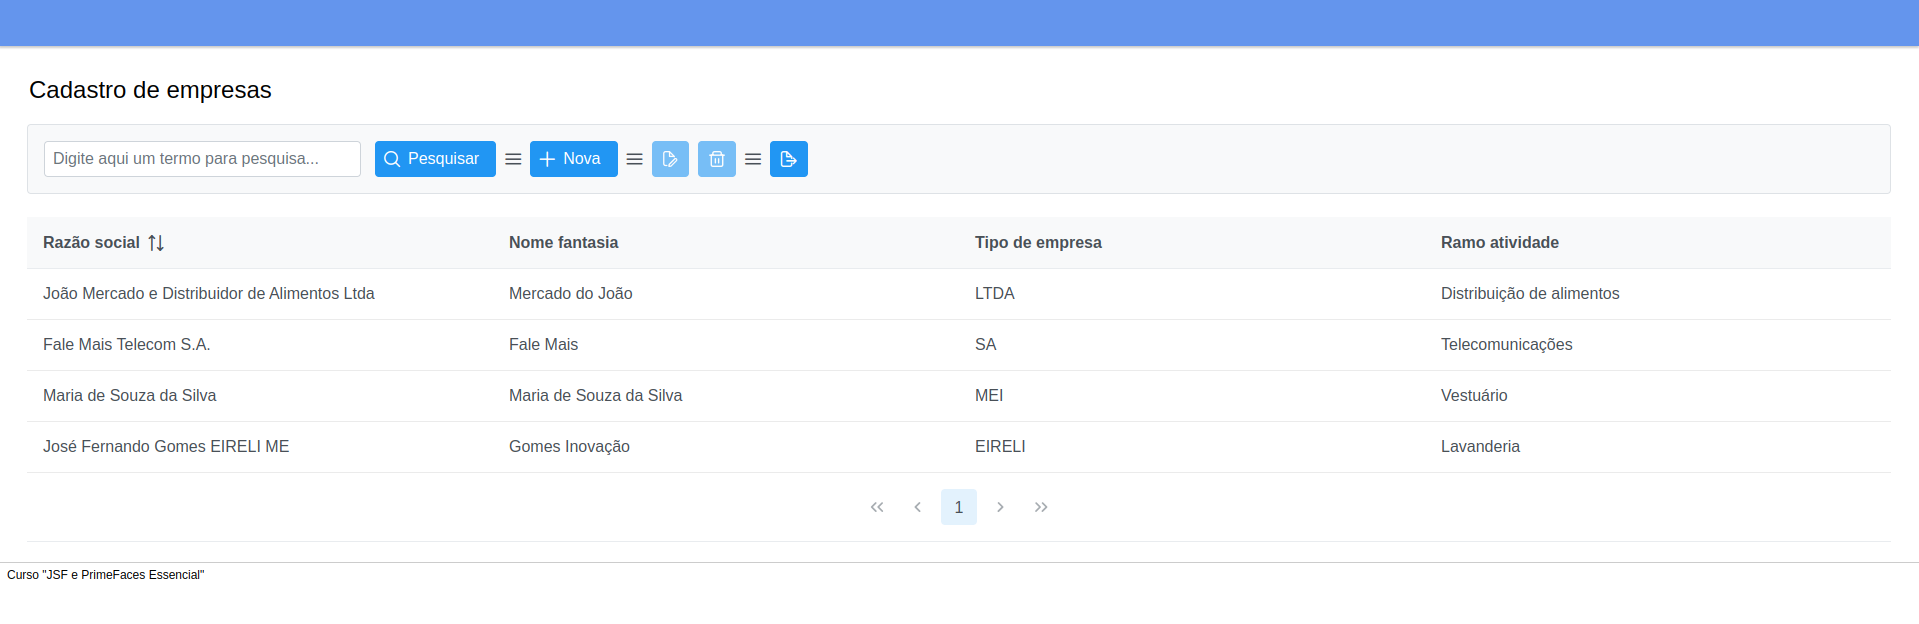 Cadastro de empresas
Digite aqui um termo para pesquisa... Pesquisar Nova
Razão social Nome fantasia Tipo de empresa Ramo atividade
João Mercado e Distribuidor de Alimentos Ltda Mercado do João LTDA Distribuição de alimentos
Fale Mais Telecom S.A. Fale Mais SA Telecomunicações
Maria de Souza da Silva Maria de Souza da Silva MEI Vestuário
José Fernando Gomes EIRELI ME Gomes Inovação EIRELI Lavanderia
1
Curso "JSF e PrimeFaces Essencial"